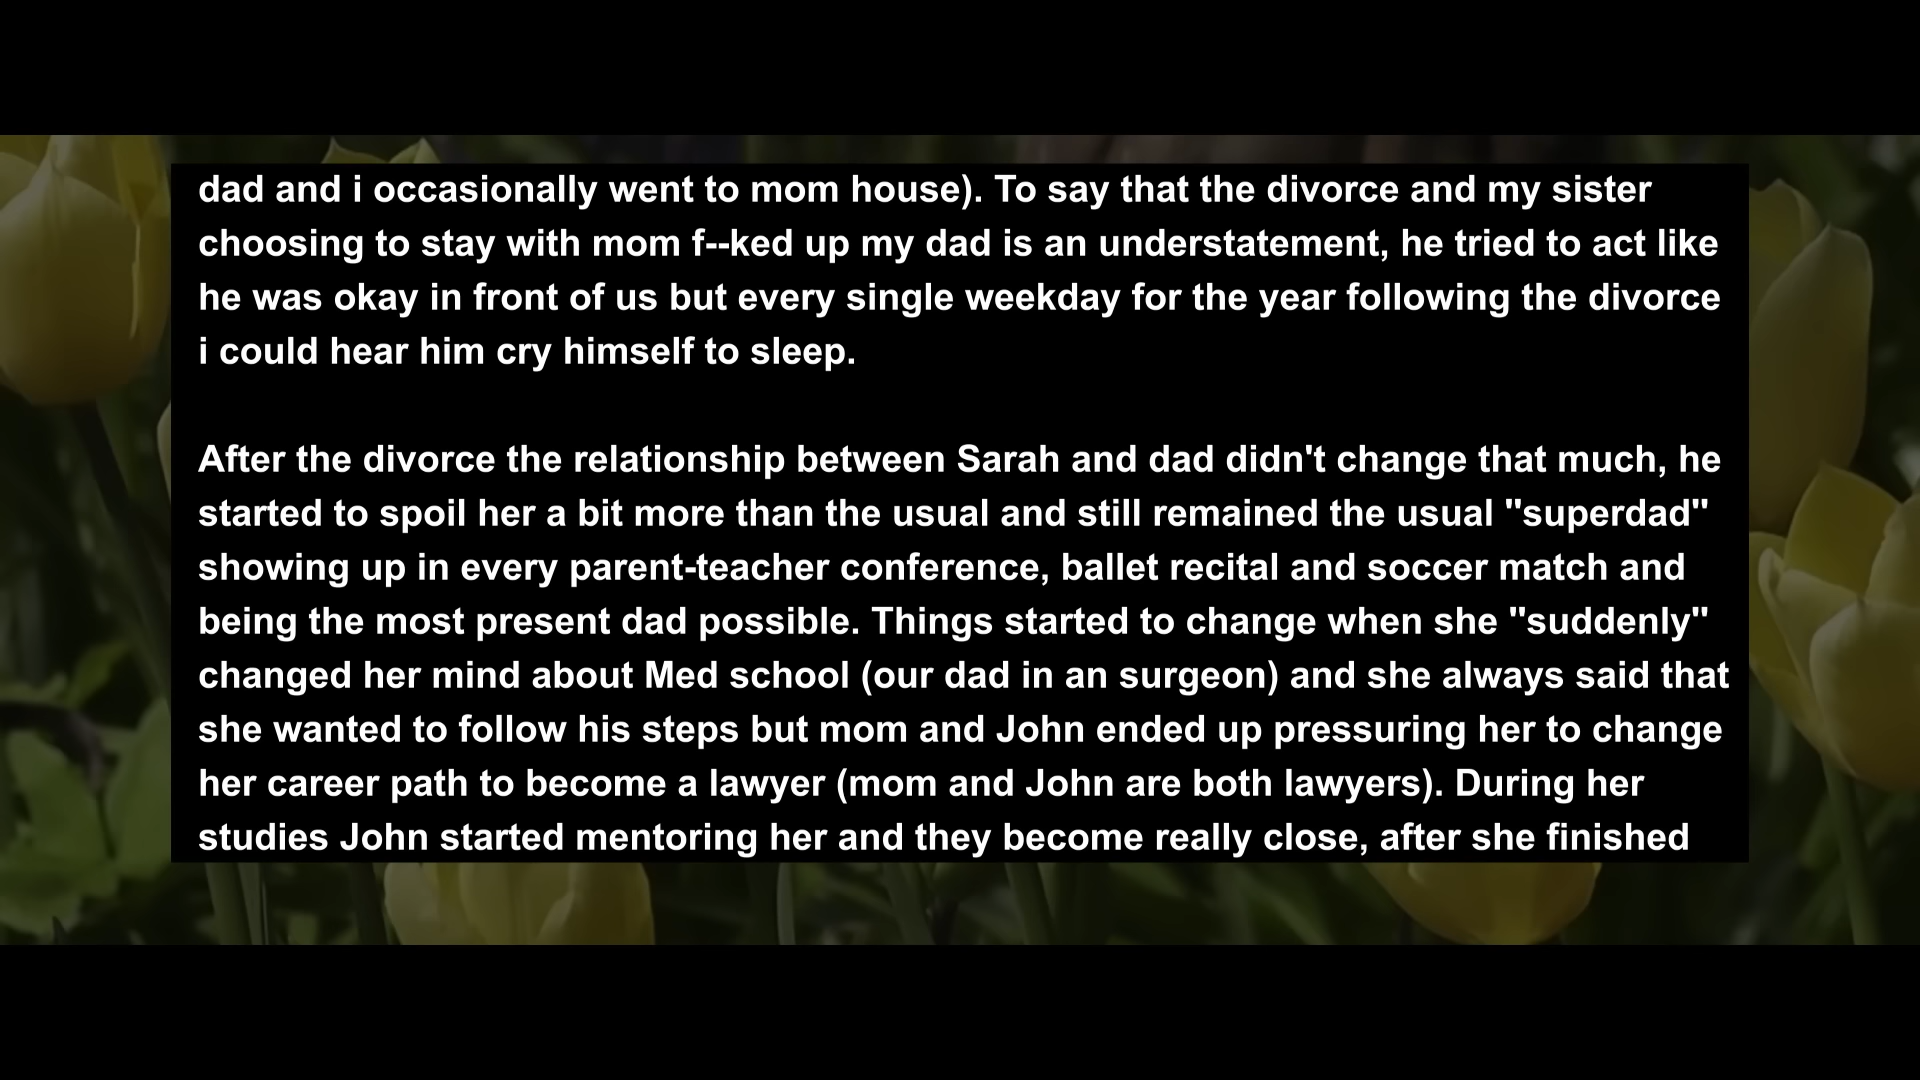 dad and i occasionally went to mom house). To say that the divorce and my sister
choosing to stay with mom f--ked up my dad is an understatement, he tried to act like
he was okay in front of us but every single weekday for the year following the divorce
i could hear him cry himself to sleep.
After the divorce the relationship between Sarah and dad didn't change that much, he
started to spoil her a bit more than the usual and still remained the usual "superdad"
showing up in every parent-teacher conference, ballet recital and soccer match and
being the most present dad possible. Things started to change when she "suddenly"
changed her mind about Med school (our dad in an surgeon) and she always said that
she wanted to follow his steps but mom and John ended up pressuring her to change
her career path to become a lawyer (mom and John are both lawyers). During her
studies John started mentoring her and they become really close, after she finished